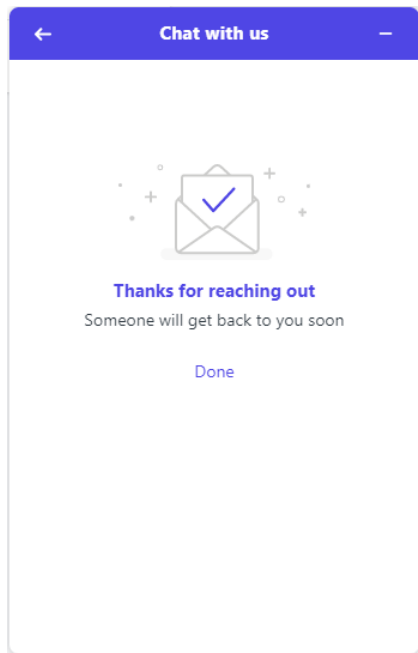 Chat with us
Thanks for reaching out
Someone will get back to you soon
Done